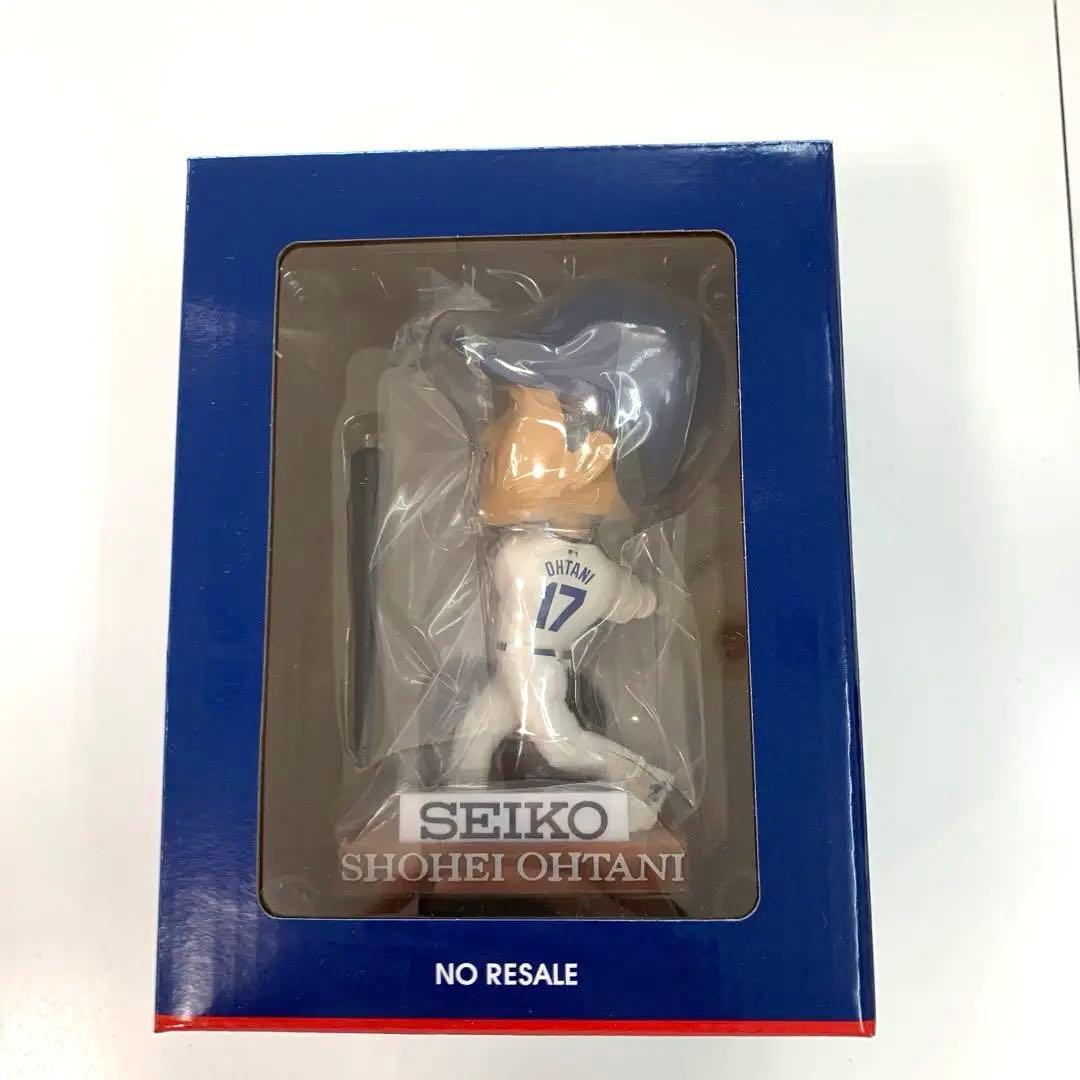 OHTANI
17
SEIKO
SHOHEI OHTANI
NO RESALE